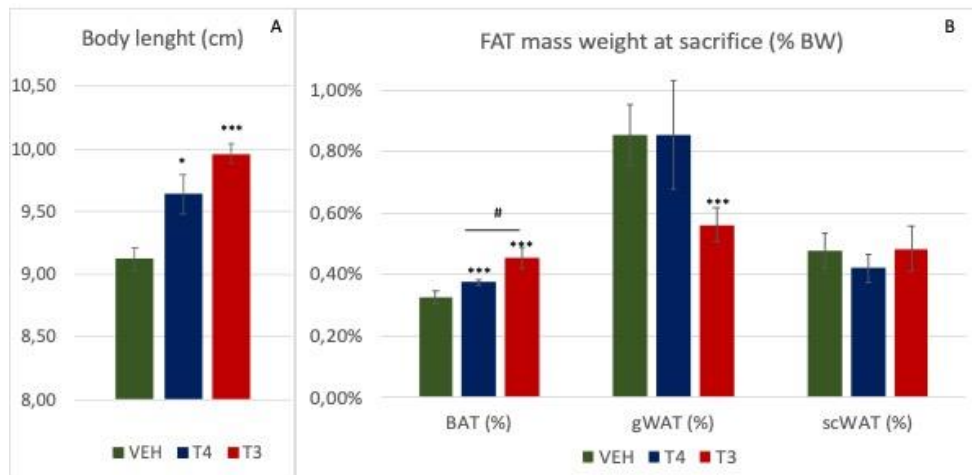 Body lenght (cm)
A
10,50
10,00
9,50
9,00
8,50
8,00
*
***
VEH T4 T3
FAT mass weight at sacrifice (% BW)
B
1,00%
0,80%
0,60%
0,40%
0,20%
0,00%
#
***
***
***
BAT (%) gWAT (%) scWAT (%)
VEH T4 T3